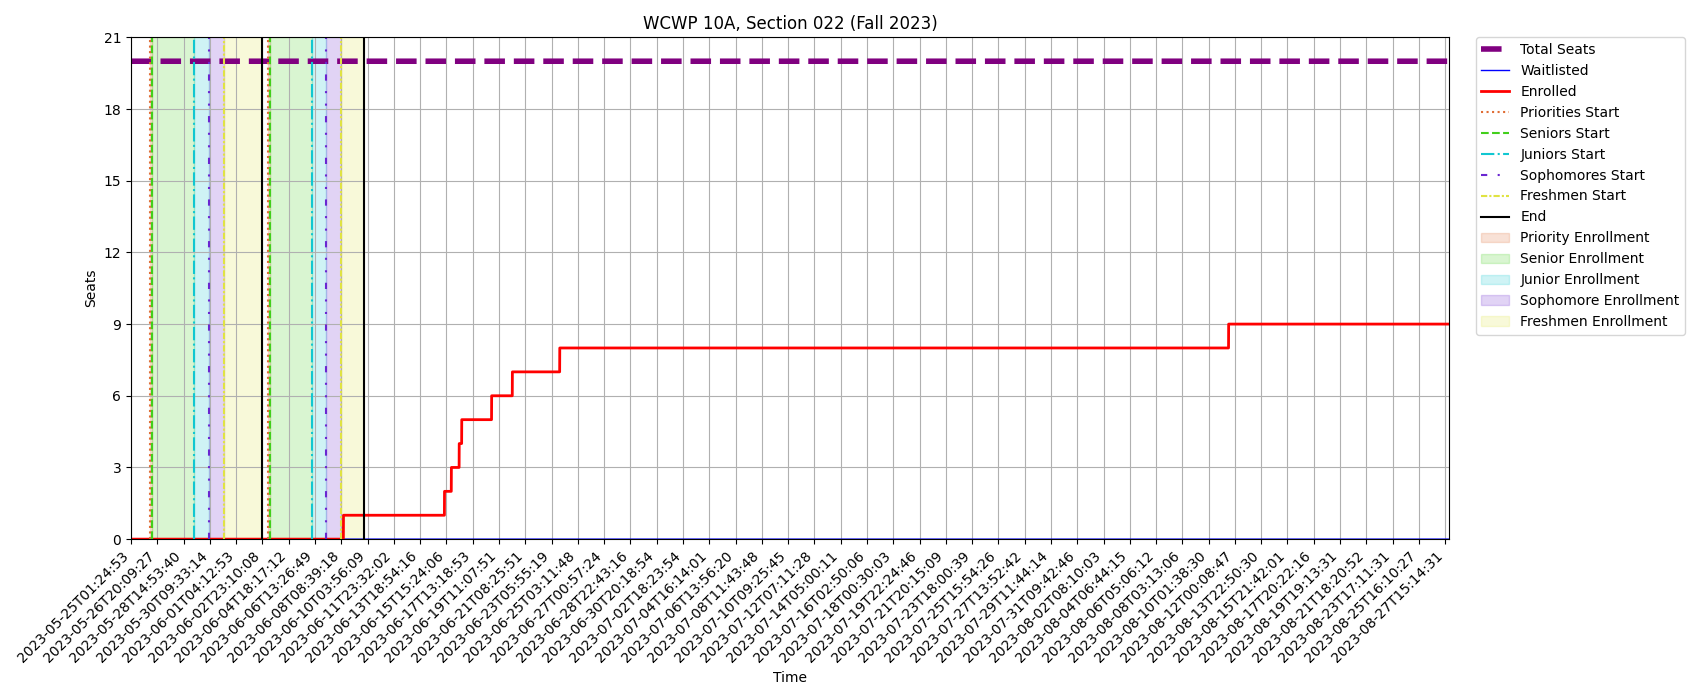 WCWP 10A, Section 022 (Fall 2023)
Seats
21
18
15
12
9
6
3
0
2023-05-25T01:24:53
2023-05-26T20:09:27
2023-05-28T14:53:40
2023-05-30T09:33:14
2023-06-01T04:12:53
2023-06-02T23:10:08
2023-06-04T18:17:12
2023-06-06T13:26:49
2023-06-08T08:39:18
2023-06-10T03:56:09
2023-06-11T23:32:02
2023-06-13T18:54:16
2023-06-15T15:24:06
2023-06-17T13:18:53
2023-06-19T11:07:51
2023-06-21T08:25:51
2023-06-23T05:55:19
2023-06-25T03:11:48
2023-06-27T00:57:24
2023-06-28T22:43:16
2023-06-30T20:18:54
2023-07-02T18:23:54
2023-07-04T16:14:01
2023-07-06T13:56:20
2023-07-08T11:43:48
2023-07-10T09:25:45
2023-07-12T07:11:28
2023-07-14T05:00:11
2023-07-16T02:50:06
2023-07-18T00:30:03
2023-07-19T22:24:46
2023-07-21T20:15:09
2023-07-23T18:00:39
2023-07-25T15:54:26
2023-07-27T13:52:42
2023-07-29T11:44:14
2023-07-31T09:42:46
2023-08-02T08:10:03
2023-08-04T06:44:15
2023-08-06T05:06:12
2023-08-08T03:13:06
2023-08-10T01:38:30
2023-08-12T00:08:47
2023-08-13T22:50:30
2023-08-15T21:42:01
2023-08-17T20:22:16
2023-08-19T19:13:31
2023-08-21T18:20:52
2023-08-23T17:11:31
2023-08-25T16:10:27
2023-08-27T15:14:31
Time
Total Seats
Waitlisted
Enrolled
Priorities Start
Seniors Start
Juniors Start
Sophomores Start
Freshmen Start
End
Priority Enrollment
Senior Enrollment
Junior Enrollment
Sophomore Enrollment
Freshmen Enrollment